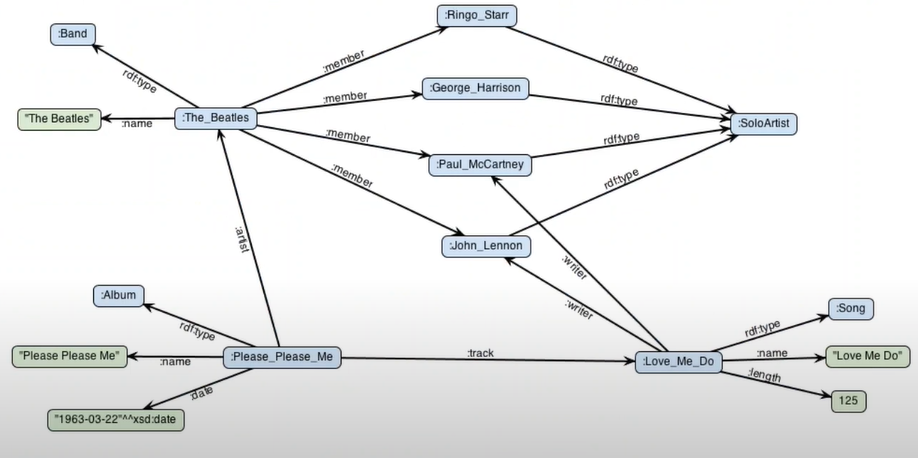 :Ringo_Starr
:Band
rdf:type
:member
rdf:type
:George_Harrison
:member
rdf:type
"The Beatles"
:name
:The_Beatles
:SoloArtist
:member
rdf:type
:Paul_McCartney
:member
rdf:type
:artist
:John_Lennon
:writer
:writer
:Album
rdf:type
:Song
rdf:type
"Please Please Me"
:name
:Please_Please_Me
:track
:Love_Me_Do
:name
"Love Me Do"
:length
:date
125
"1963-03-22"^^xsd:date